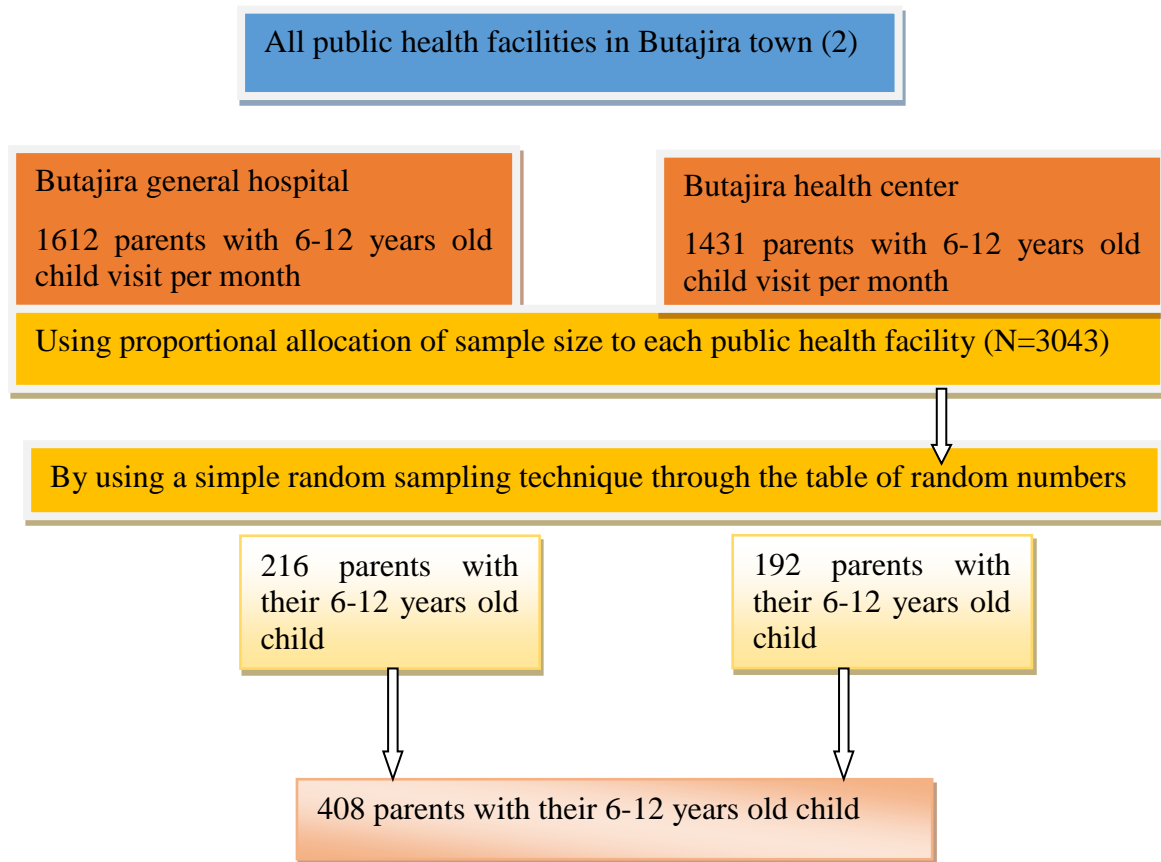 All public health facilities in Butajira town (2)
Butajira general hospital
1612 parents with 6-12 years old
child visit per month
Butajira health center
1431 parents with 6-12 years old
child visit per month
Using proportional allocation of sample size to each public health facility (N=3043)
By using a simple random sampling technique through the table of random numbers
216 parents with
their 6-12 years old
child
192 parents with
their 6-12 years old
child
408 parents with their 6-12 years old child